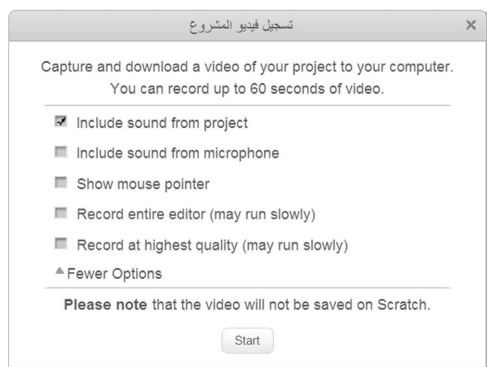 تسجيل فيديو المشروع
Capture and download a video of your project to your computer.
You can record up to 60 seconds of video.
Include sound from project
Include sound from microphone
Show mouse pointer
Record entire editor (may run slowly)
Record at highest quality (may run slowly)
Fewer Options
Please note that the video will not be saved on Scratch.
Start